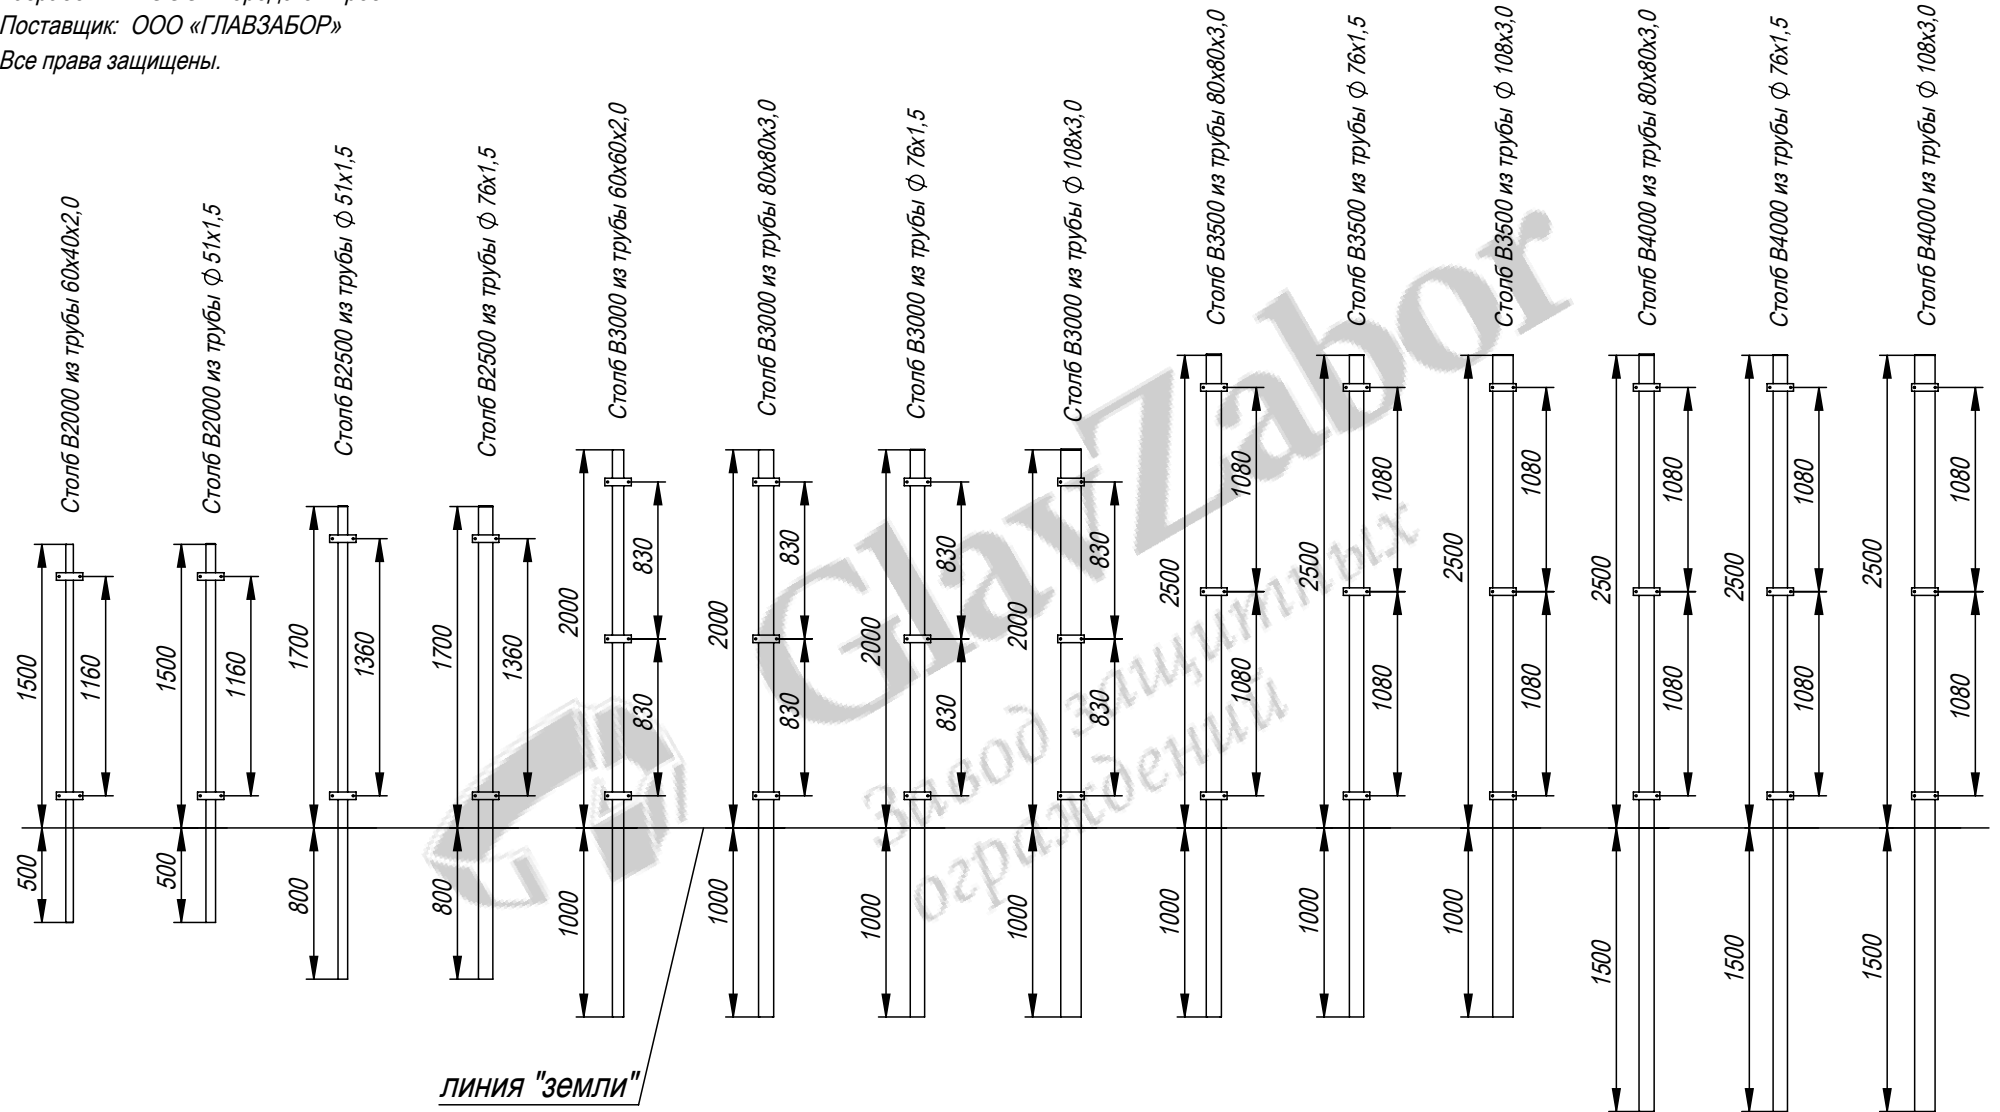 Поставщик: ООО «ГЛАВЗАБОР»
Все права защищены.
Столб В2000 из трубы 60х40х2,0
Столб В2000 из трубы ⌀ 51х1,5
Столб В2500 из трубы ⌀ 51х1,5
Столб В2500 из трубы ⌀ 76х1,5
Столб В3000 из трубы 60х60х2,0
Столб В3000 из трубы 80х80х3,0
Столб В3000 из трубы ⌀ 76х1,5
Столб В3000 из трубы ⌀ 108х3,0
Столб В3500 из трубы 80х80х3,0
Столб В3500 из трубы ⌀ 76х1,5
Столб В3500 из трубы ⌀ 108х3,0
Столб В4000 из трубы 80х80х3,0
Столб В4000 из трубы ⌀ 76х1,5
Столб В4000 из трубы ⌀ 108х3,0
1500
1160
500
1500
1160
500
1700
1360
800
1700
1360
800
2000
830
830
1000
2000
830
830
1000
2000
830
830
1000
2000
830
830
1000
2500
1080
1080
1000
2500
1080
1080
1000
2500
1080
1080
1000
2500
1080
1080
1500
2500
1080
1080
1500
2500
1080
1080
1500
GlavZabor
Завод защитных
ограждений
линия "земли"